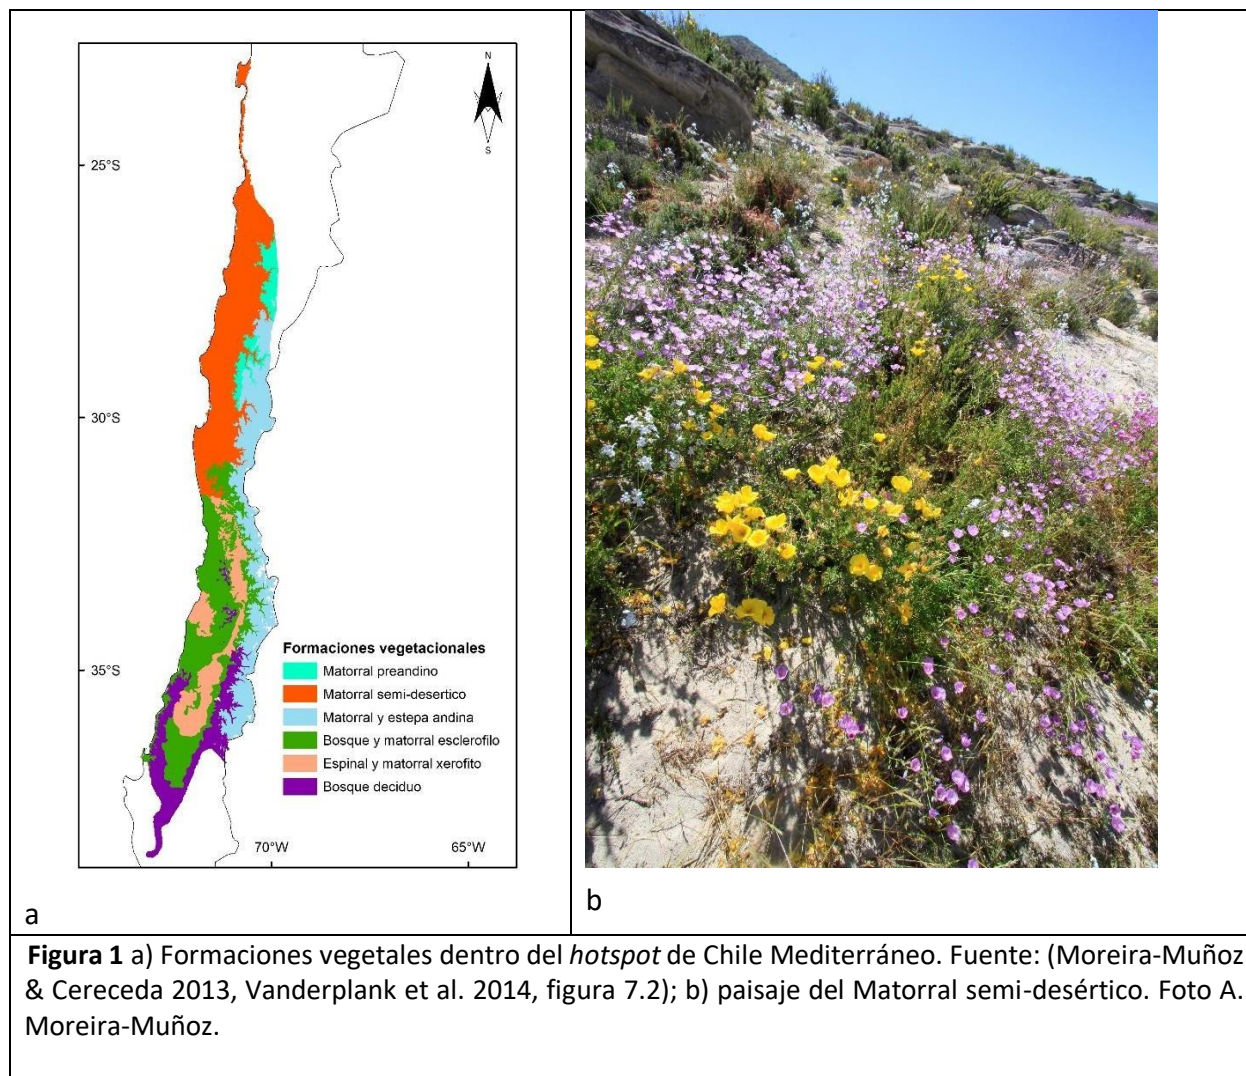 N
S
25°S
30°S
35°S
Formaciones vegetacionales
Matorral preandino
Matorral semi-desertico
Matorral y estepa andina
Bosque y matorral esclerofilo
Espinal y matorral xerofito
Bosque deciduo
70°W
65°W
a
b
Figura 1 a) Formaciones vegetales dentro del hotspot de Chile Mediterráneo. Fuente: (Moreira-Muñoz
& Cereceda 2013, Vanderplank et al. 2014, figura 7.2); b) paisaje del Matorral semi-desértico. Foto A.
Moreira-Muñoz.